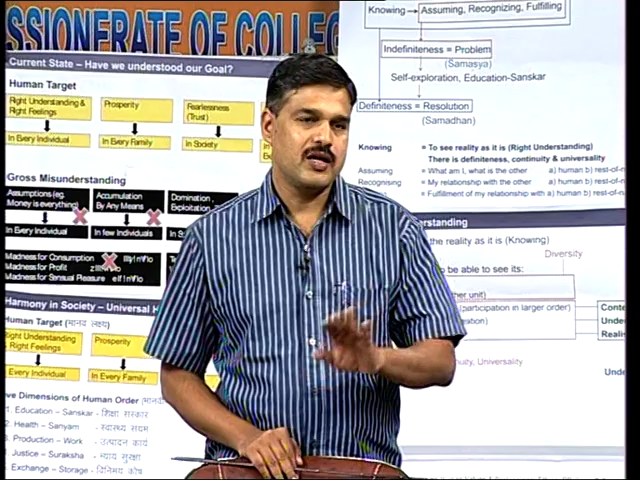 SSIONERATE OF COLLEG
Current State – Have we understood our Goal?
Human Target
Right Understanding & Right Feelings
Prosperity
Fearlessness (Trust)
In Every Individual
In Every Family
In Society
Gross Misunderstanding
Assumptions (eg. Money is everything)
Accumulation By Any Means
Domination, Exploitation
In Every Individual
In few Individuals
Madness for Consumption
Madness for Profit
Madness for Sensual Pleasure
Harmony in Society – Universal H
Human Target (मानव लक्ष्य)
Right Understanding & Right Feelings
Prosperity
Every Individual
In Every Family
ve Dimensions of Human Order
1. Education – Sanskar – शिक्षा संस्कार
2. Health – Sanyam – स्वास्थ्य संयम
3. Production – Work – उत्पादन कार्य
Justice – Suraksha – न्याय सुरक्षा
Exchange – Storage – विनिमय कोष
Knowing
Assuming, Recognizing, Fulfilling
Indefiniteness = Problem
(Samasya)
Self-exploration, Education-Sanskar
Definiteness = Resolution
(Samadhan)
Knowing = To see reality as it is (Right Understanding)
There is definiteness, continuity & universality
Assuming = What am I, what is the other a) human b) rest-of-n
Recognising = My relationship with the other a) human b) rest-of-n
= Fulfillment of my relationship with a) human b) rest-of-n
erstanding
the reality as it is (Knowing)
Diversity
be able to see its:
ther unit)
(participation in larger order)
Conte
Unde
Realis
nuity, Universality
Unde